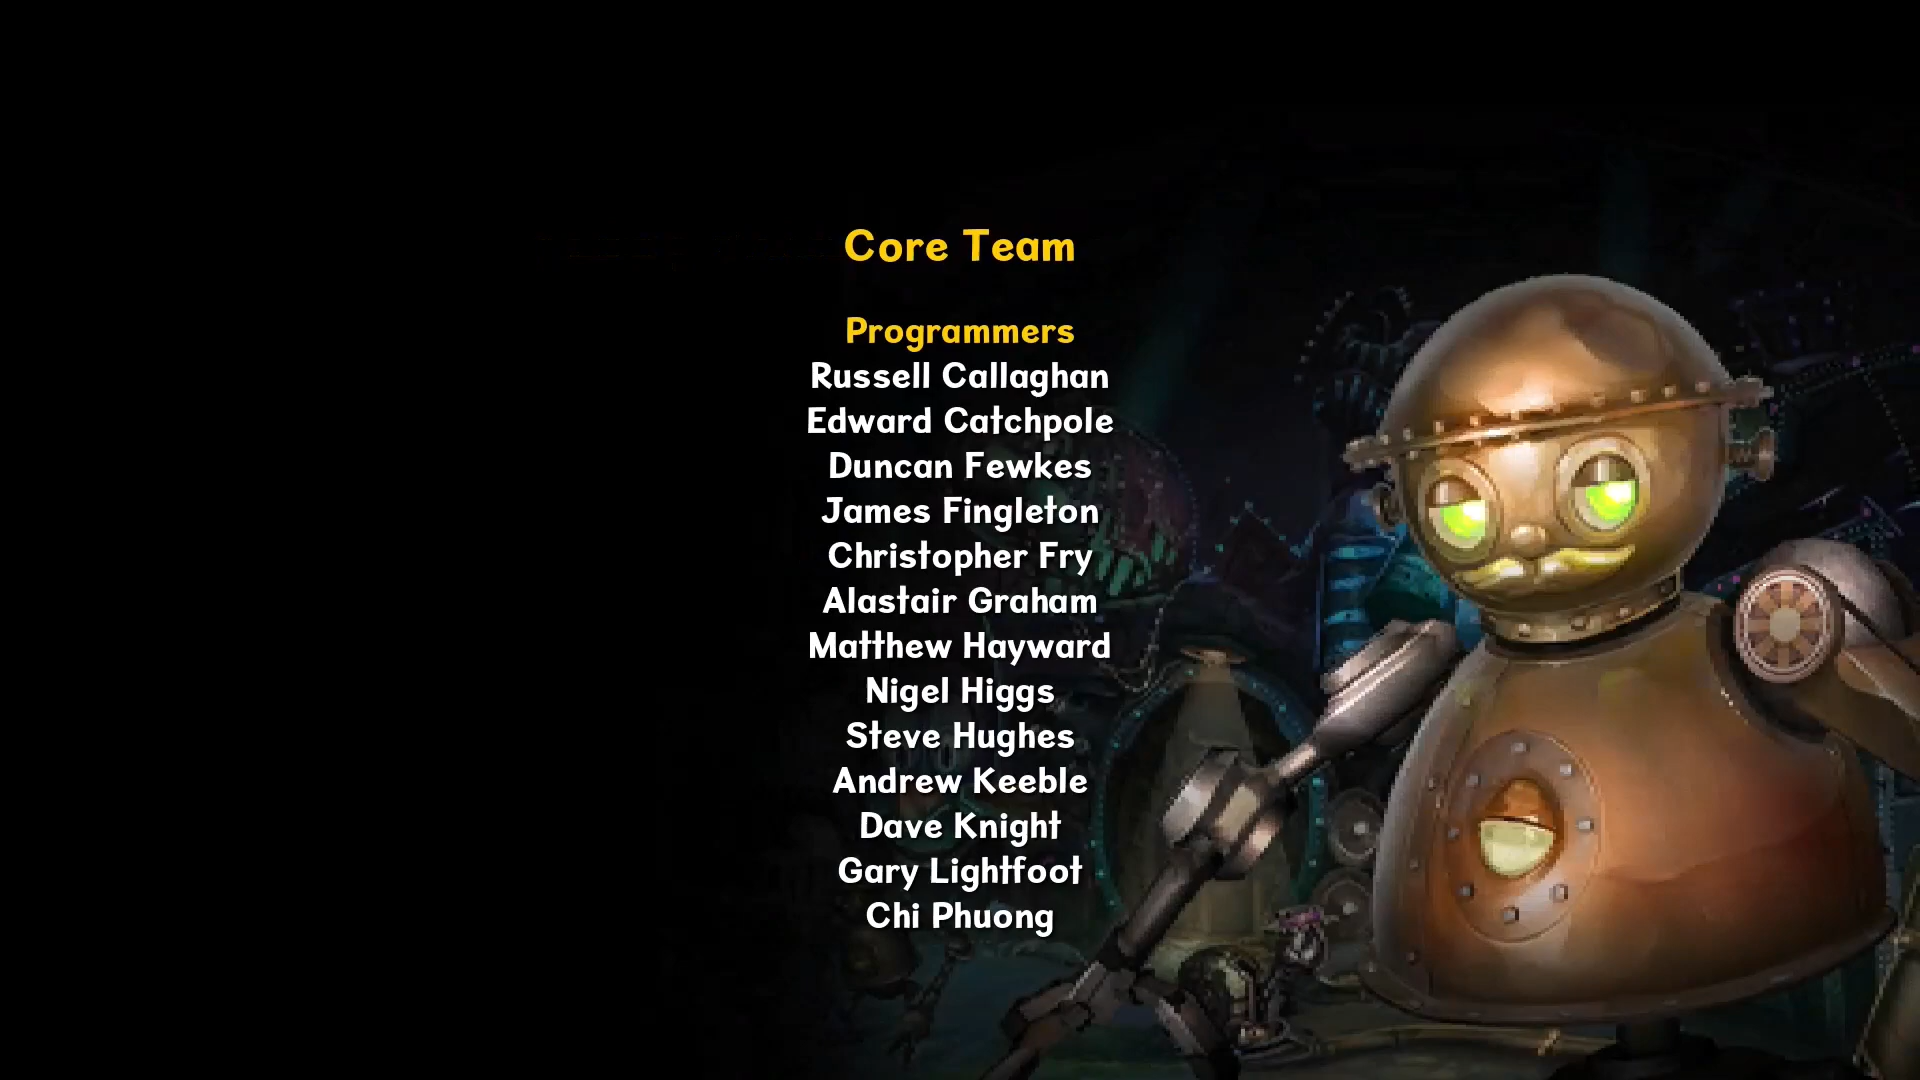 Core Team
Programmers
Russell Callaghan
Edward Catchpole
Duncan Fewkes
James Fingleton
Christopher Fry
Alastair Graham
Matthew Hayward
Nigel Higgs
Steve Hughes
Andrew Keeble
Dave Knight
Gary Lightfoot
Chi Phuong